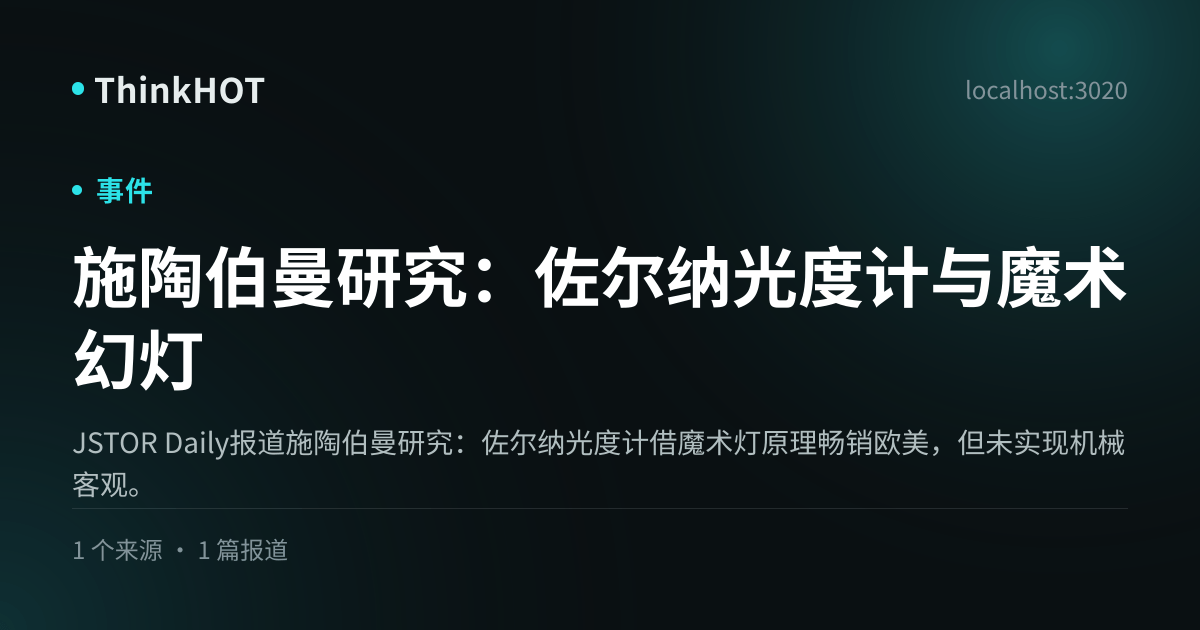 ThinkHOT
localhost:3020
事件
施陶伯曼研究：佐尔纳光度计与魔术
幻灯
JSTOR Daily报道施陶伯曼研究：佐尔纳光度计借魔术灯原理畅销欧美，但未实现机械
客观。
1 个来源 · 1 篇报道